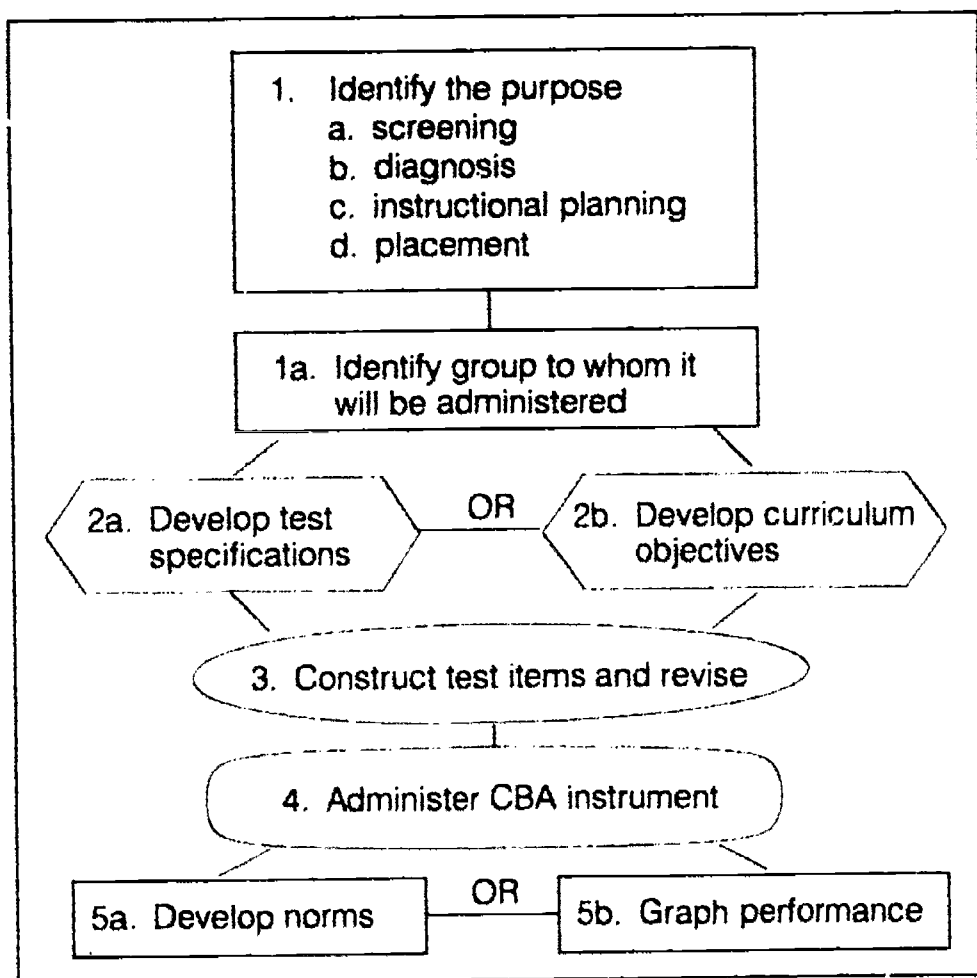 1. Identify the purpose
a. screening
b. diagnosis
c. instructional planning
d. placement
1a. Identify group to whom it
will be administered
2a. Develop test
specifications
OR
2b. Develop curriculum
objectives
3. Construct test items and revise
4. Administer CBA instrument
5a. Develop norms
OR
5b. Graph performance